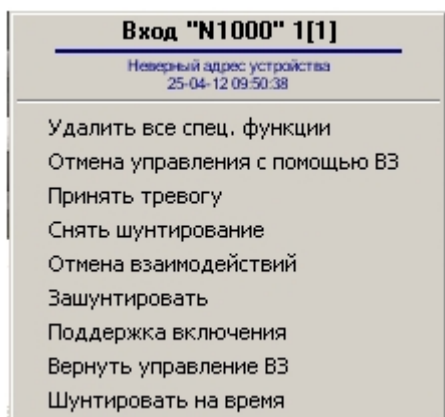 Вход "N1000" 1[1]
Неверный адрес устройства
25-04-12 09:50:38
Удалить все спец. функции
Отмена управления с помощью ВЗ
Принять тревогу
Снять шунтирование
Отмена взаимодействий
Зашунтировать
Поддержка включения
Вернуть управление ВЗ
Шунтировать на время